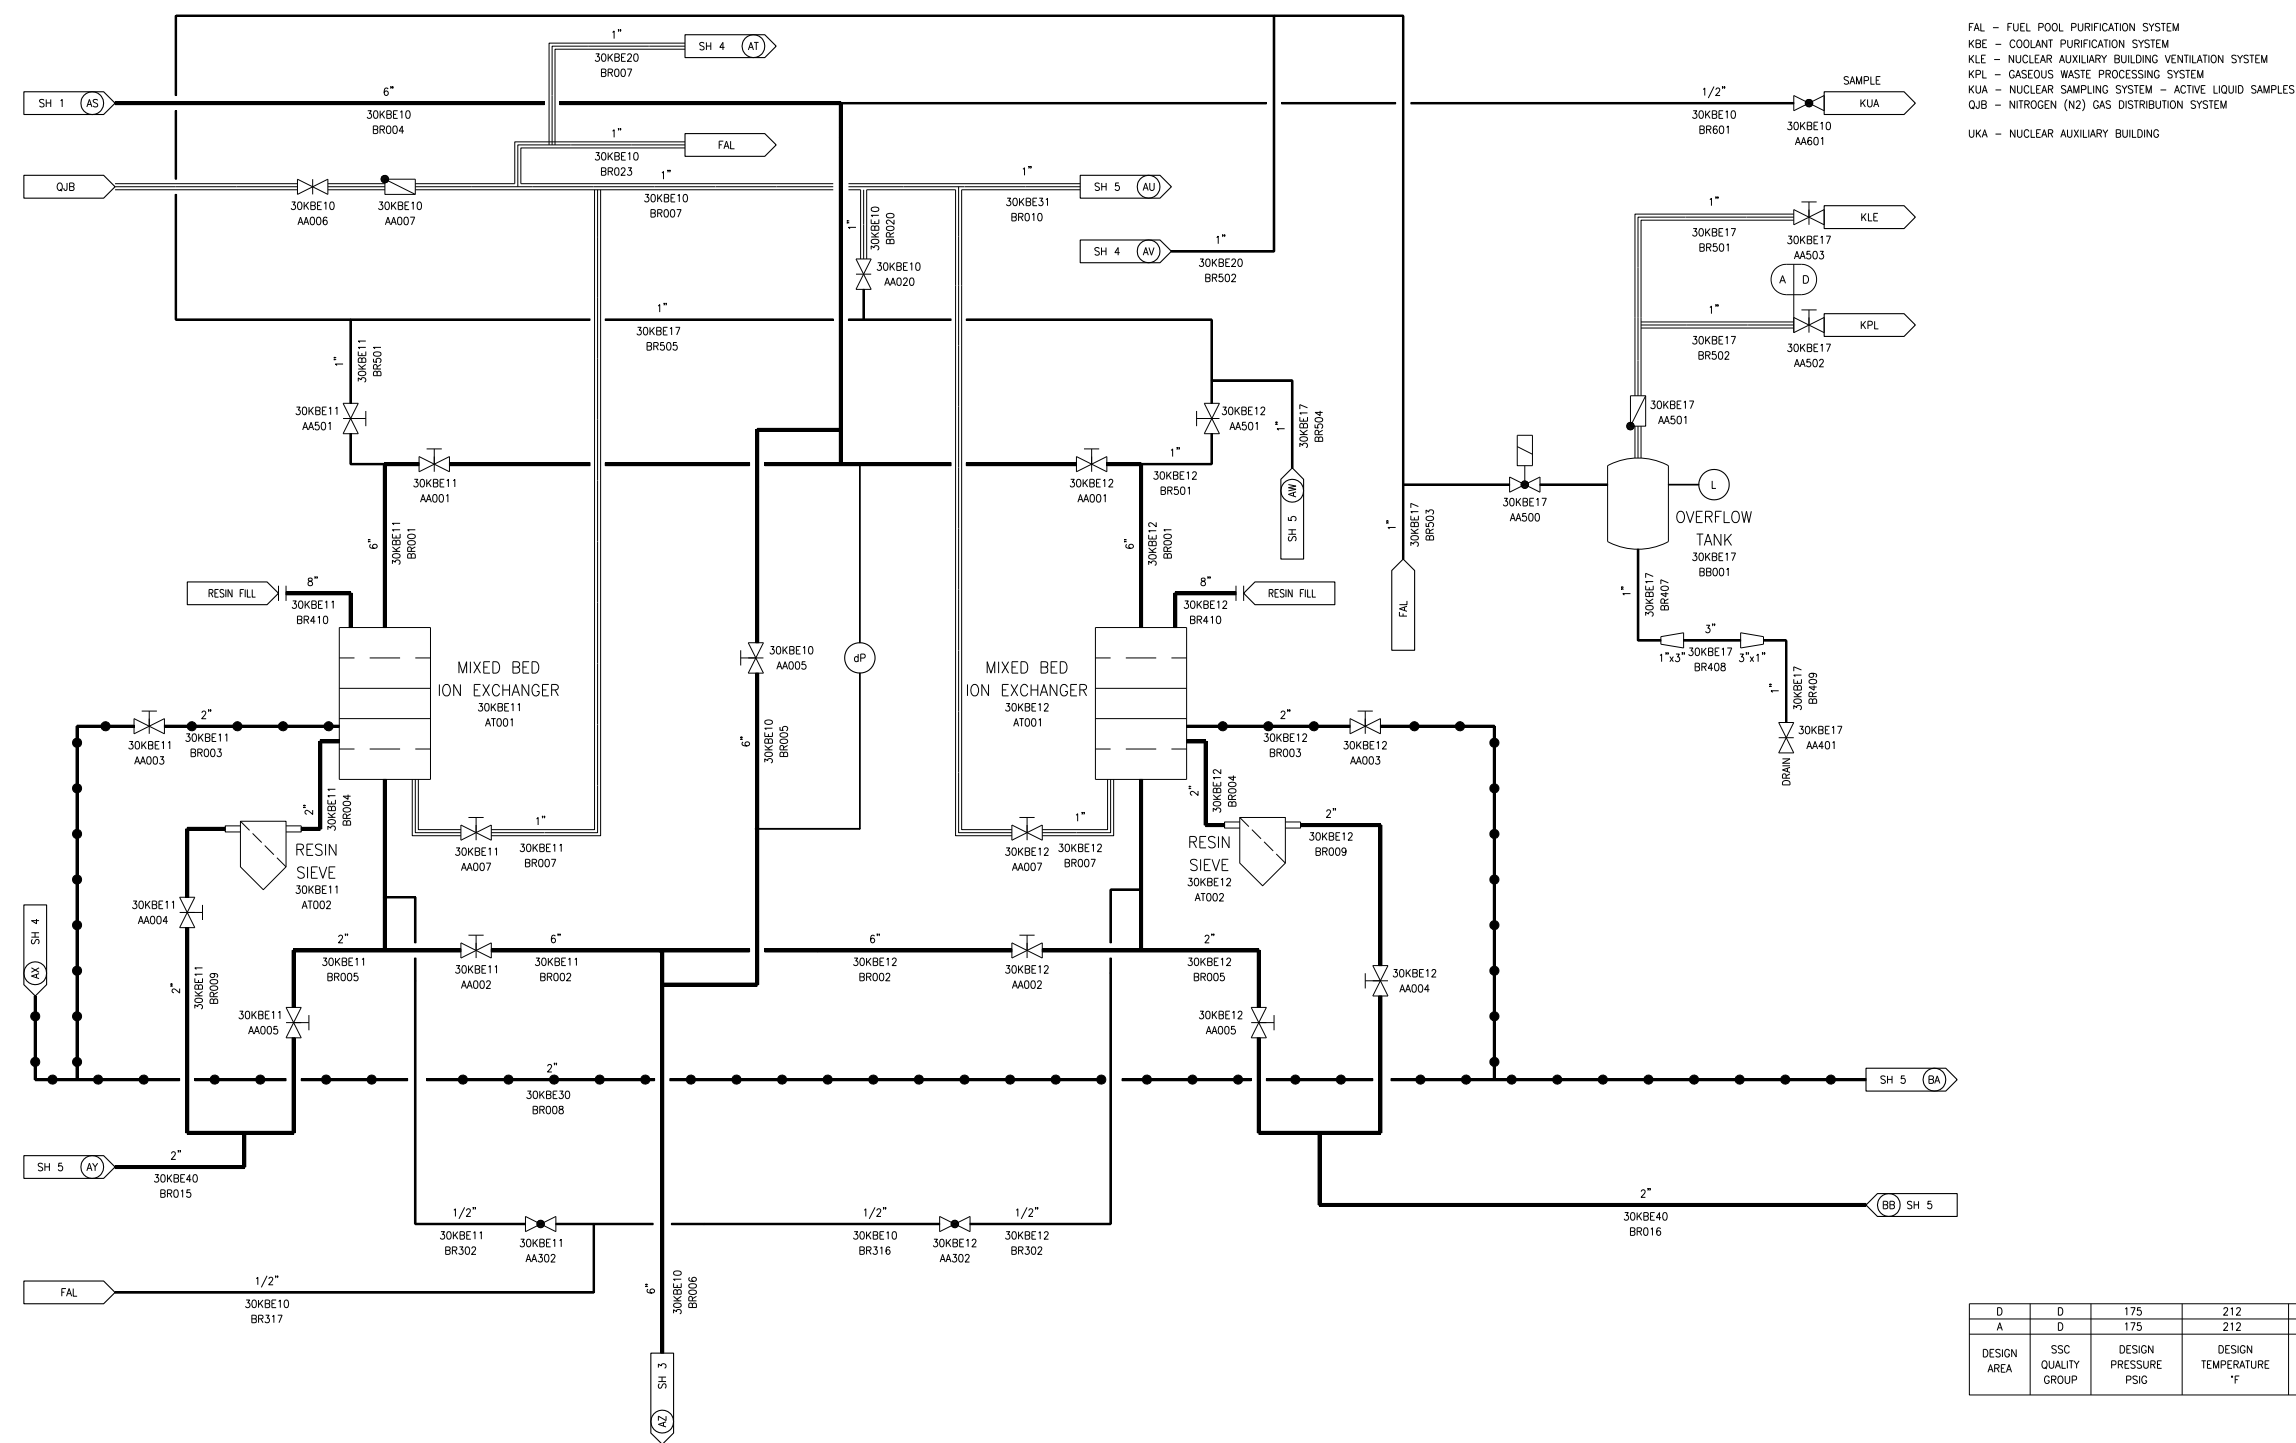 FAL – FUEL POOL PURIFICATION SYSTEM
KBE – COOLANT PURIFICATION SYSTEM
KLE – NUCLEAR AUXILIARY BUILDING VENTILATION SYSTEM
KPL – GASEOUS WASTE PROCESSING SYSTEM
KUA – NUCLEAR SAMPLING SYSTEM – ACTIVE LIQUID SAMPLES
QJB – NITROGEN (N2) GAS DISTRIBUTION SYSTEM
UKA – NUCLEAR AUXILIARY BUILDING
1"
30KBE20
BR007
SH 4 AT
SH 1 AS
6"
30KBE10
BR004
1"
30KBE10
BR023
FAL
QJB
30KBE10
AA006
30KBE10
AA007
1"
30KBE10
BR007
1"
30KBE10
BR020
30KBE10
AA020
1"
30KBE31
BR010
SH 5 AU
SH 4 AV
1"
30KBE20
BR502
1/2"
30KBE10
BR601
30KBE10
AA601
SAMPLE
KUA
1"
30KBE17
BR501
30KBE17
AA503
KLE
A D
1"
30KBE17
BR502
30KBE17
AA502
KPL
1"
30KBE17
BR505
1"
30KBE11
BR501
30KBE11
AA501
30KBE11
AA001
30KBE12
AA501
1"
30KBE17
BR504
30KBE12
AA001
1"
30KBE12
BR501
AW
SH 5
30KBE17
AA501
30KBE17
AA500
L
OVERFLOW
TANK
30KBE17
BB001
1"
30KBE17
BR503
FAL
6"
30KBE11
BR001
6"
30KBE12
BR001
RESIN FILL
8"
30KBE11
BR410
8"
30KBE12
BR410
RESIN FILL
1"
30KBE17
BR407
1"x3"
3"
30KBE17
BR408
3"x1"
1"
30KBE17
BR409
30KBE17
AA401
DRAIN
MIXED BED
ION EXCHANGER
30KBE11
AT001
30KBE10
AA005
dP
MIXED BED
ION EXCHANGER
30KBE12
AT001
30KBE11
AA003
2"
30KBE11
BR003
6"
30KBE10
BR005
2"
30KBE12
BR003
30KBE12
AA003
2"
30KBE11
BR004
2"
30KBE12
BR004
RESIN
SIEVE
30KBE11
AT002
30KBE11
AA007
1"
30KBE11
BR007
30KBE12
AA007
1"
30KBE12
BR007
RESIN
SIEVE
30KBE12
AT002
2"
30KBE12
BR009
30KBE11
AA004
SH 4
AX
2"
30KBE11
BR009
2"
30KBE11
BR005
30KBE11
AA002
6"
30KBE11
BR002
6"
30KBE12
BR002
30KBE12
AA002
2"
30KBE12
BR005
30KBE12
AA004
30KBE11
AA005
30KBE12
AA005
2"
30KBE30
BR008
SH 5 BA
SH 5 AY
2"
30KBE40
BR015
2"
30KBE40
BR016
BB SH 5
1/2"
30KBE11
BR302
30KBE11
AA302
1/2"
30KBE10
BR316
30KBE12
AA302
1/2"
30KBE12
BR302
FAL
1/2"
30KBE10
BR317
6"
30KBE10
BR006
SH 3
AZ
D D 175 212
A D 175 212
DESIGN
AREA
SSC
QUALITY
GROUP
DESIGN
PRESSURE
PSIG
DESIGN
TEMPERATURE
°F